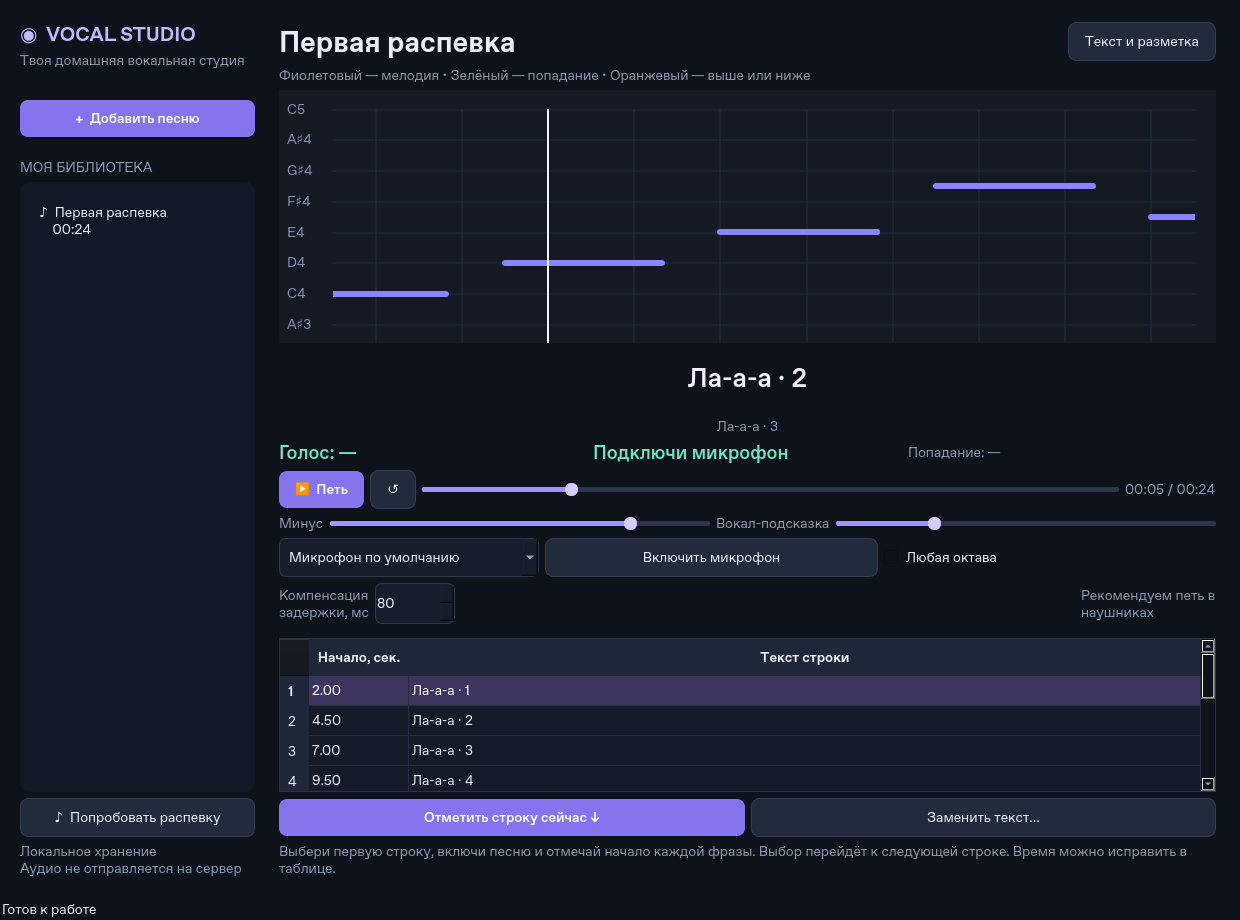 ◉ VOCAL STUDIO
Твоя домашняя вокальная студия
+ Добавить песню
МОЯ БИБЛИОТЕКА
♪ Первая распевка
00:24
♪ Попробовать распевку
Локальное хранение
Аудио не отправляется на сервер
Готов к работе
Первая распевка
Текст и разметка
Фиолетовый — мелодия • Зелёный — попадание • Оранжевый — выше или ниже
C5
A♯4
G♯4
F♯4
E4
D4
C4
A♯3
Ла-а-а · 2
Ла-а-а · 3
Голос: —
Подключи микрофон
Попадание: —
▶ Петь
↺
00:05 / 00:24
Минус
Вокал-подсказка
Микрофон по умолчанию
Включить микрофон
Любая октава
Компенсация
задержки, мс
80
Рекомендуем петь в
наушниках
Начало, сек.
Текст строки
1 2.00 Ла-а-а · 1
2 4.50 Ла-а-а · 2
3 7.00 Ла-а-а · 3
4 9.50 Ла-а-а · 4
Отметить строку сейчас ↓
Заменить текст…
Выбери первую строку, включи песню и отмечай начало каждой фразы. Выбор перейдёт к следующей строке. Время можно исправить в
таблице.